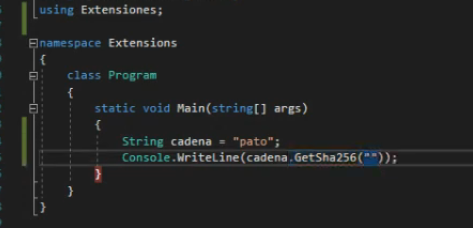 using Extensiones;
namespace Extensions
{
class Program
{
static void Main(string[] args)
{
String cadena = "pato";
Console.WriteLine(cadena.GetSha256(""));
}
}
}